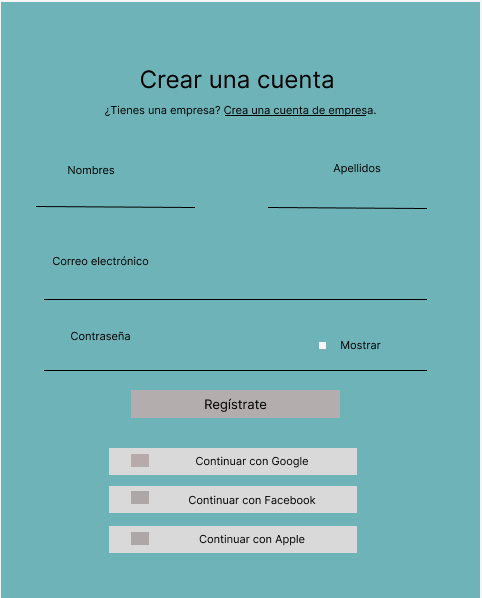 Crear una cuenta
¿Tienes una empresa? Crea una cuenta de empresa.
Nombres
Apellidos
Correo electrónico
Contraseña
Mostrar
Regístrate
Continuar con Google
Continuar con Facebook
Continuar con Apple